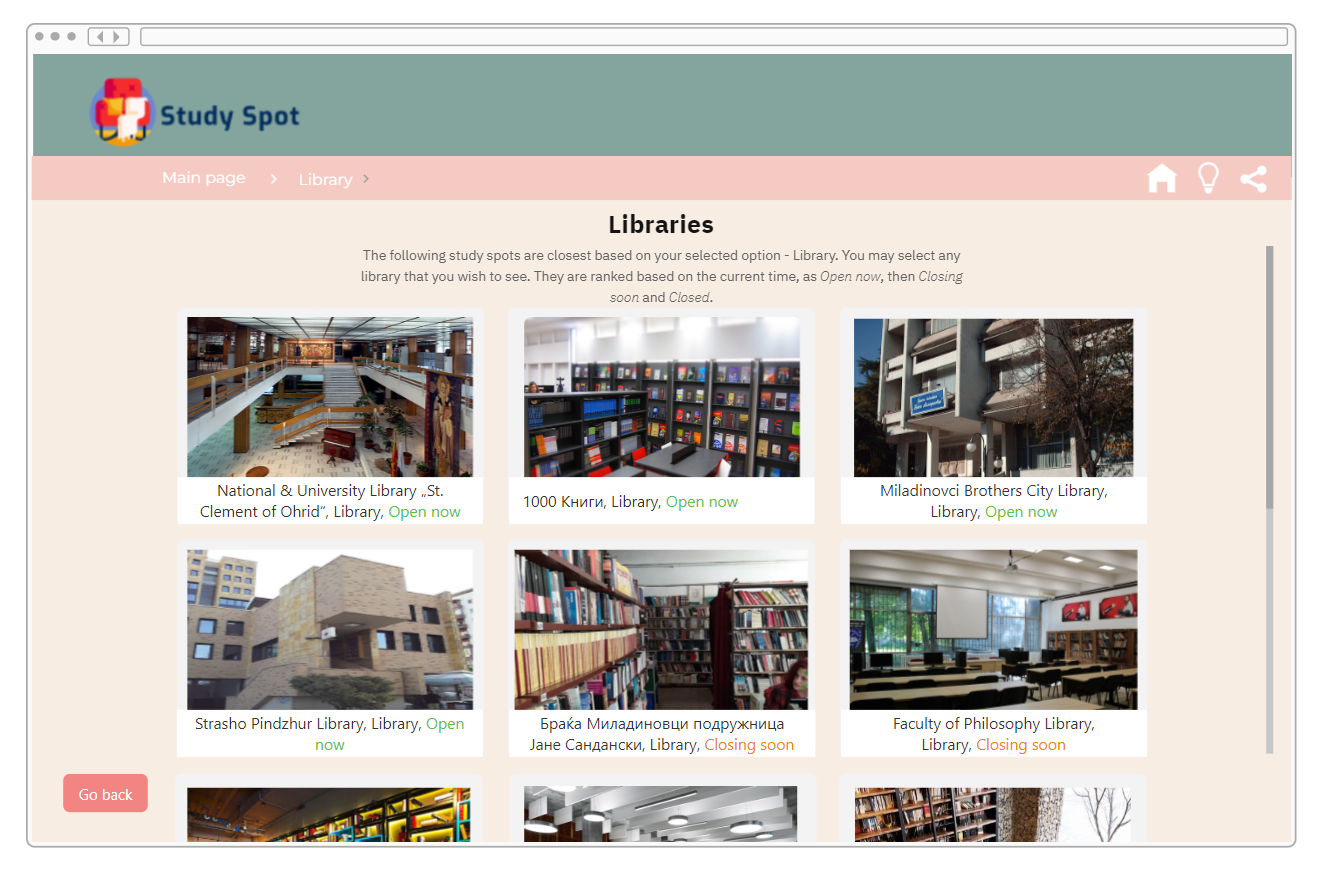 Study Spot
Main page
Library
Libraries
The following study spots are closest based on your selected option - Library. You may select any
library that you wish to see. They are ranked based on the current time, as Open now, then Closing
soon and Closed.
National & University Library „St.
Clement of Ohrid“, Library, Open now
1000 Книги, Library, Open now
Miladinovci Brothers City Library,
Library, Open now
Strasho Pindzhur Library, Library, Open
now
Браќа Миладиновци подружница
Јане Сандански, Library, Closing soon
Faculty of Philosophy Library,
Library, Closing soon
Go back